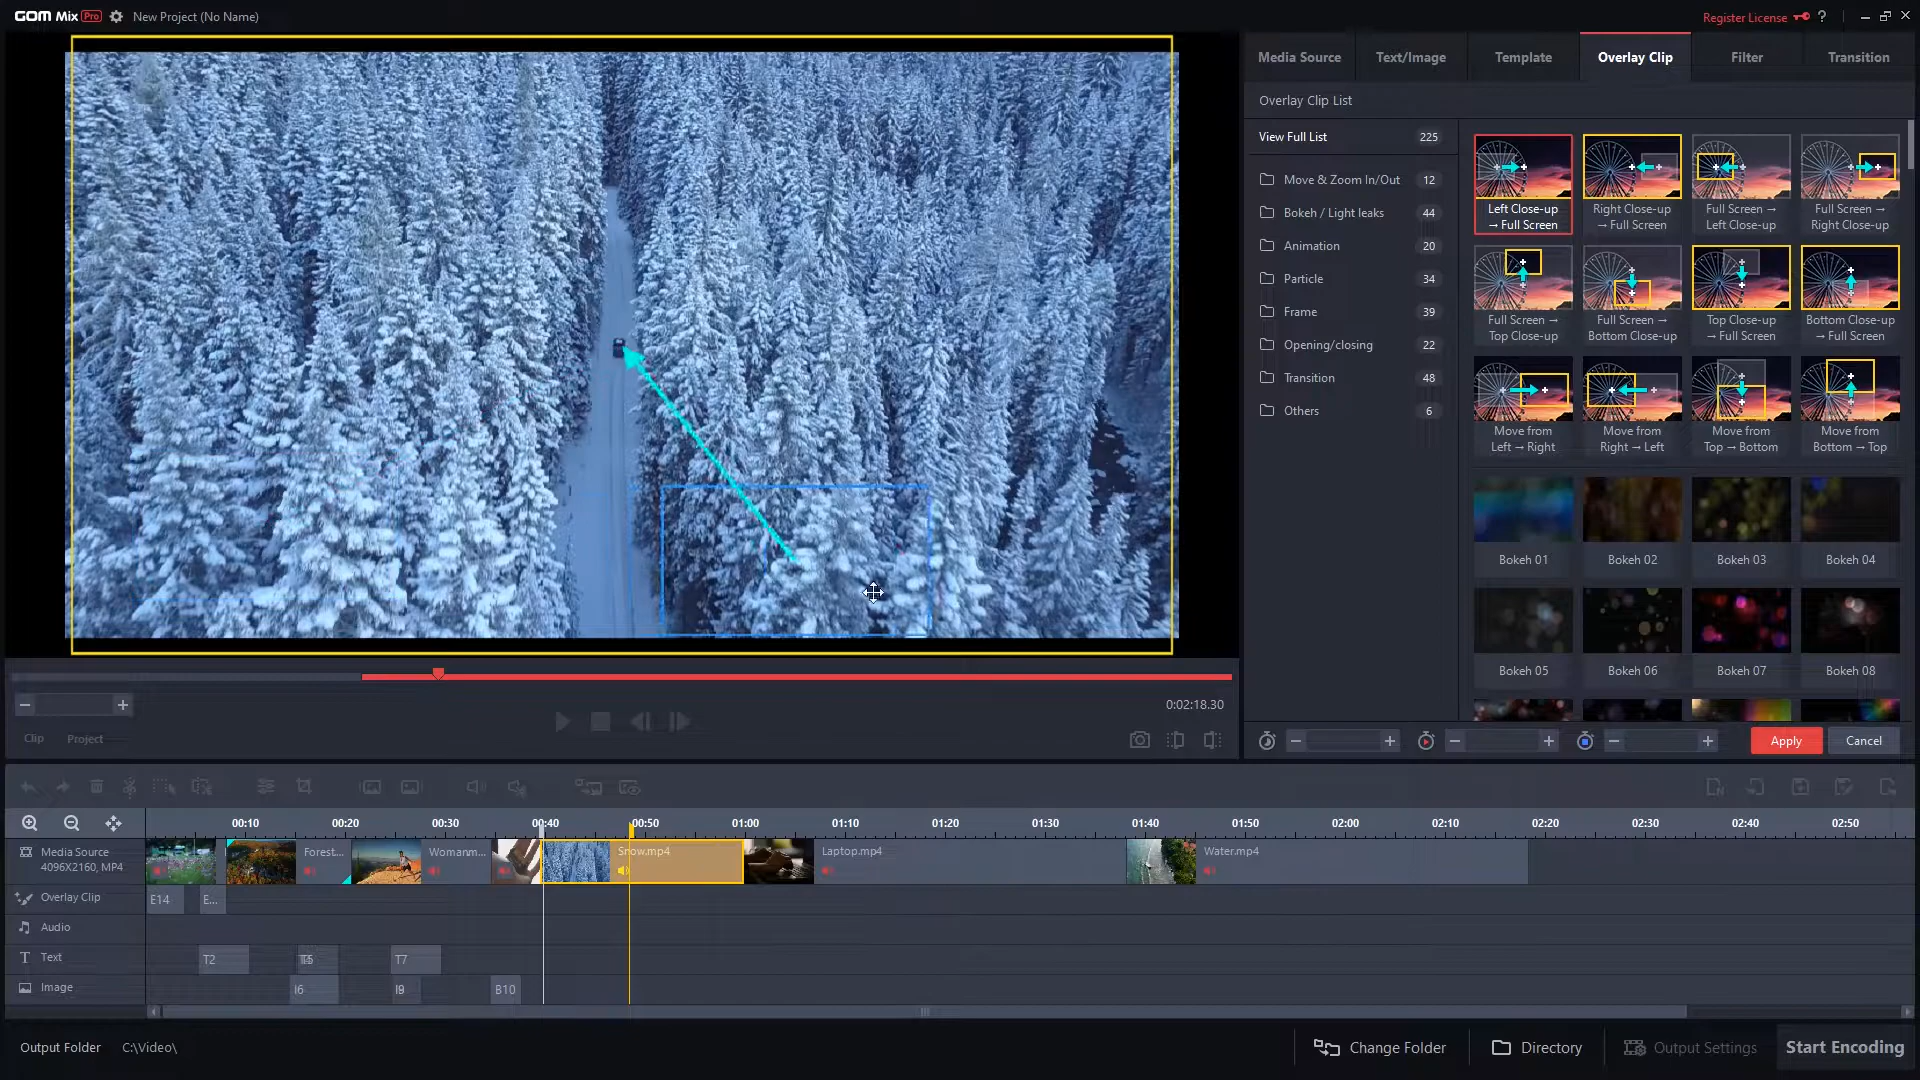 GOM Mix Pro New Project (No Name) Register License ?
Media Source Text/Image Template Overlay Clip Filter Transition
Overlay Clip List
View Full List 225
Move & Zoom In/Out 12
Bokeh / Light leaks 44
Animation 20
Particle 34
Frame 39
Opening/closing 22
Transition 48
Others 6
Left Close-up
→ Full Screen
Right Close-up
→ Full Screen
Full Screen →
Left Close-up
Full Screen →
Right Close-up
Full Screen →
Top Close-up
Full Screen →
Bottom Close-up
Top Close-up
→ Full Screen
Bottom Close-up
→ Full Screen
Move from
Left → Right
Move from
Right → Left
Move from
Top → Bottom
Move from
Bottom → Top
Bokeh 01 Bokeh 02 Bokeh 03 Bokeh 04
Bokeh 05 Bokeh 06 Bokeh 07 Bokeh 08
0:02:18.30
Clip Project
Apply Cancel
00:10 00:20 00:30 00:40 00:50 01:00 01:10 01:20 01:30 01:40 01:50 02:00 02:10 02:20 02:30 02:40 02:50
Media Source
4096X2160, MP4
Forest... Womanm... Snow.mp4 Laptop.mp4 Water.mp4
Overlay Clip E14 E...
Audio
Text T2 T7
Image I6 I9 B10
Output Folder C:\Video\ Change Folder Directory Output Settings Start Encoding